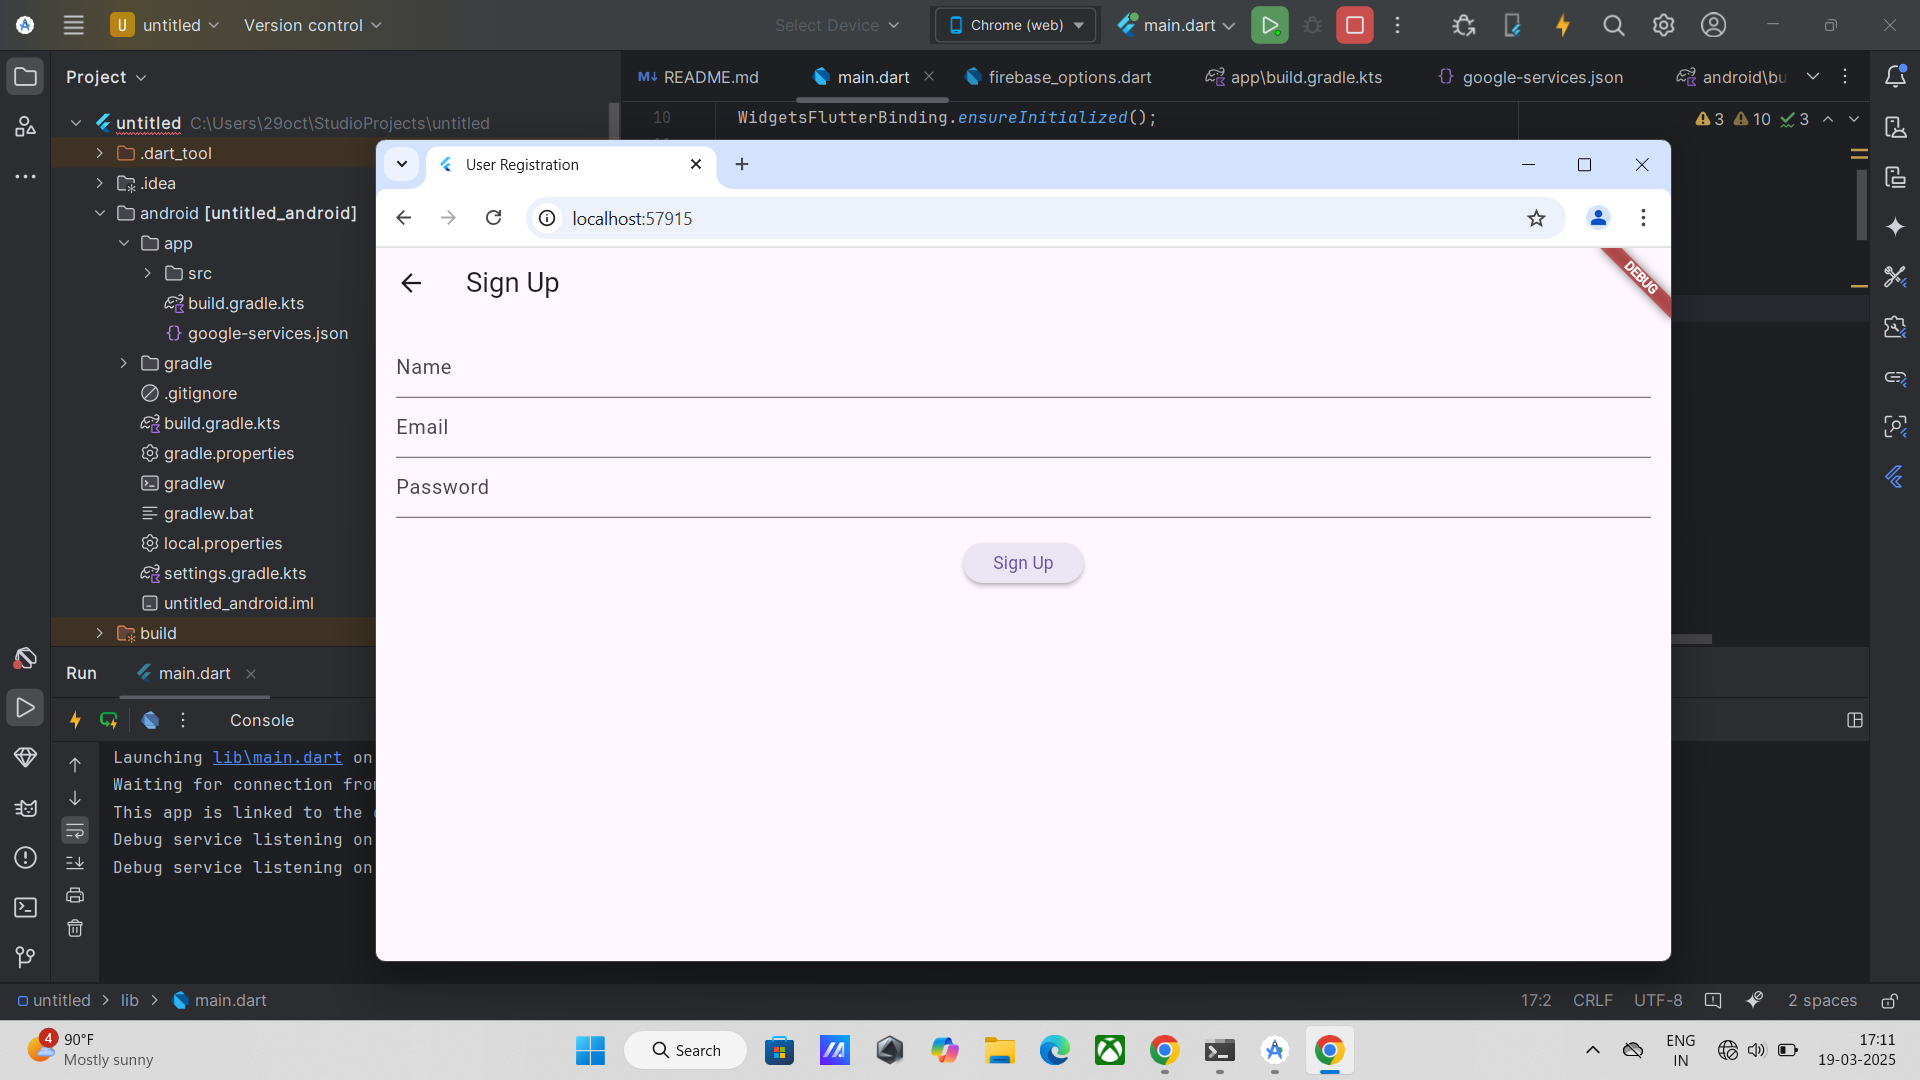 U untitled Version control Select Device Chrome (web) main.dart
Project
README.md main.dart firebase_options.dart app\build.gradle.kts google-services.json android\bu
untitled C:\Users\29oct\StudioProjects\untitled
10 WidgetsFlutterBinding.ensureInitialized();
3 10 3
.dart_tool
.idea
android [untitled_android]
app
src
build.gradle.kts
google-services.json
gradle
.gitignore
build.gradle.kts
gradle.properties
gradlew
gradlew.bat
local.properties
settings.gradle.kts
untitled_android.iml
build
User Registration
localhost:57915
DEBUG
Sign Up
Name
Email
Password
Sign Up
Run main.dart
Console
Launching lib\main.dart on
Waiting for connection from
This app is linked to the
Debug service listening on
Debug service listening on
untitled > lib > main.dart
17:2 CRLF UTF-8 2 spaces
4
90°F
Mostly sunny
Search
ENG
IN
17:11
19-03-2025